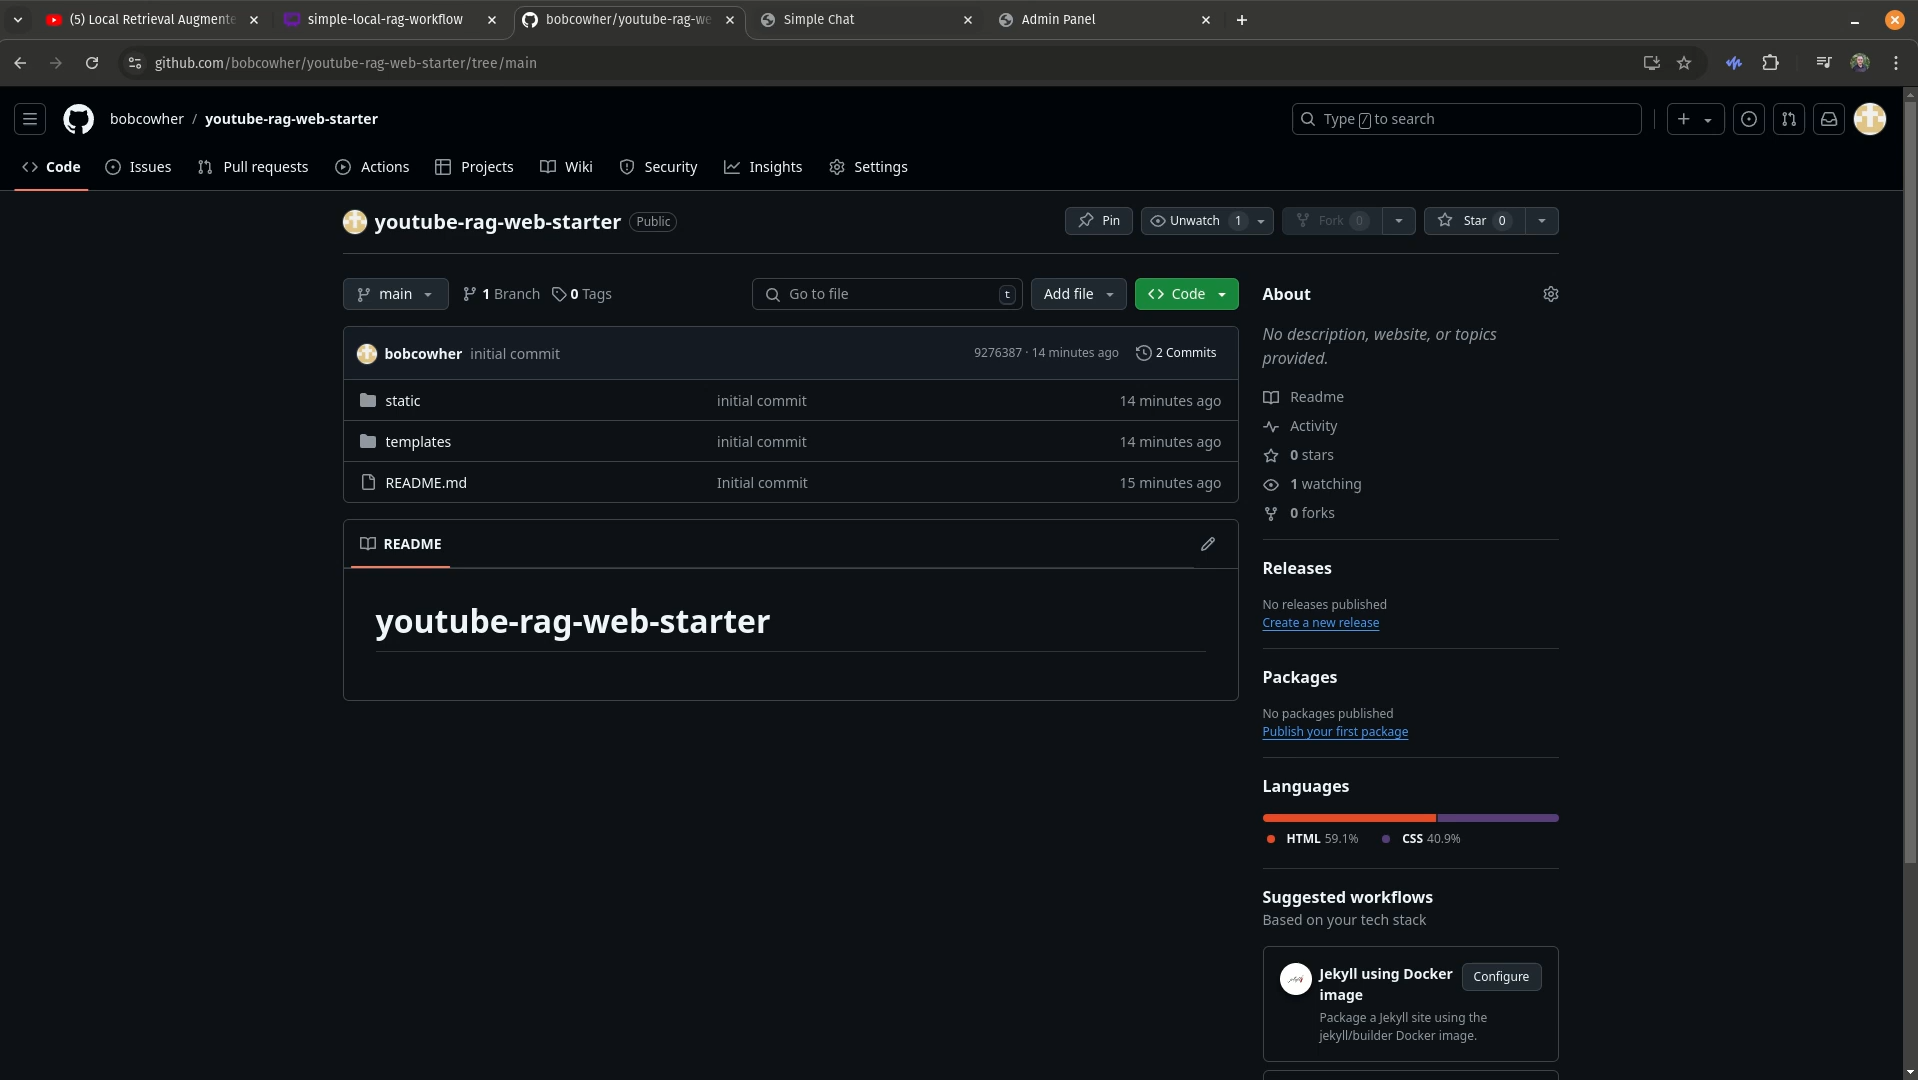 (5) Local Retrieval Augmente
simple-local-rag-workflow
bobcowher/youtube-rag-we
Simple Chat
Admin Panel
github.com/bobcowher/youtube-rag-web-starter/tree/main
bobcowher / youtube-rag-web-starter
Type / to search
Code
Issues
Pull requests
Actions
Projects
Wiki
Security
Insights
Settings
youtube-rag-web-starter
Public
Pin
Unwatch 1
Fork 0
Star 0
main
1 Branch
0 Tags
Go to file
t
Add file
Code
bobcowher initial commit
9276387 · 14 minutes ago
2 Commits
static
initial commit
14 minutes ago
templates
initial commit
14 minutes ago
README.md
Initial commit
15 minutes ago
README
youtube-rag-web-starter
About
No description, website, or topics
provided.
Readme
Activity
0 stars
1 watching
0 forks
Releases
No releases published
Create a new release
Packages
No packages published
Publish your first package
Languages
HTML 59.1%
CSS 40.9%
Suggested workflows
Based on your tech stack
Jekyll using Docker
image
Configure
Package a Jekyll site using the
jekyll/builder Docker image.